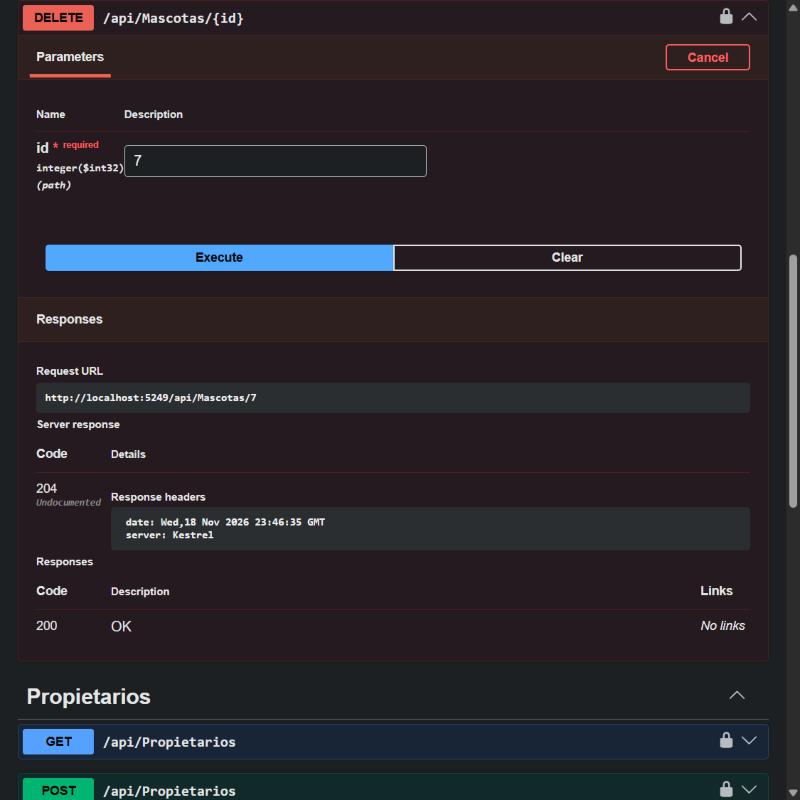 DELETE /api/Mascotas/{id}
Parameters
Cancel
Name Description
id * required
integer($int32)
(path)
7
Execute Clear
Responses
Request URL
http://localhost:5249/api/Mascotas/7
Server response
Code Details
204
Undocumented
Response headers
date: Wed,18 Nov 2026 23:46:35 GMT
server: Kestrel
Responses
Code Description Links
200 OK No links
Propietarios
GET /api/Propietarios
POST /api/Propietarios